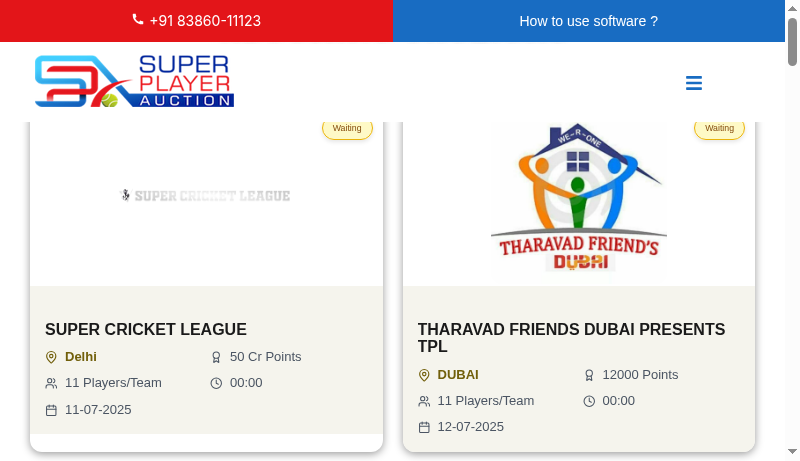 +91 83860-11123
How to use software ?
SUPER
PLAYER
AUCTION
Waiting
SUPER CRICKET LEAGUE
SUPER CRICKET LEAGUE
Delhi
50 Cr Points
11 Players/Team
00:00
11-07-2025
Waiting
WE-R-ONE
THARAVAD FRIEND'S
DUBAI
THARAVAD FRIENDS DUBAI PRESENTS
TPL
DUBAI
12000 Points
11 Players/Team
00:00
12-07-2025